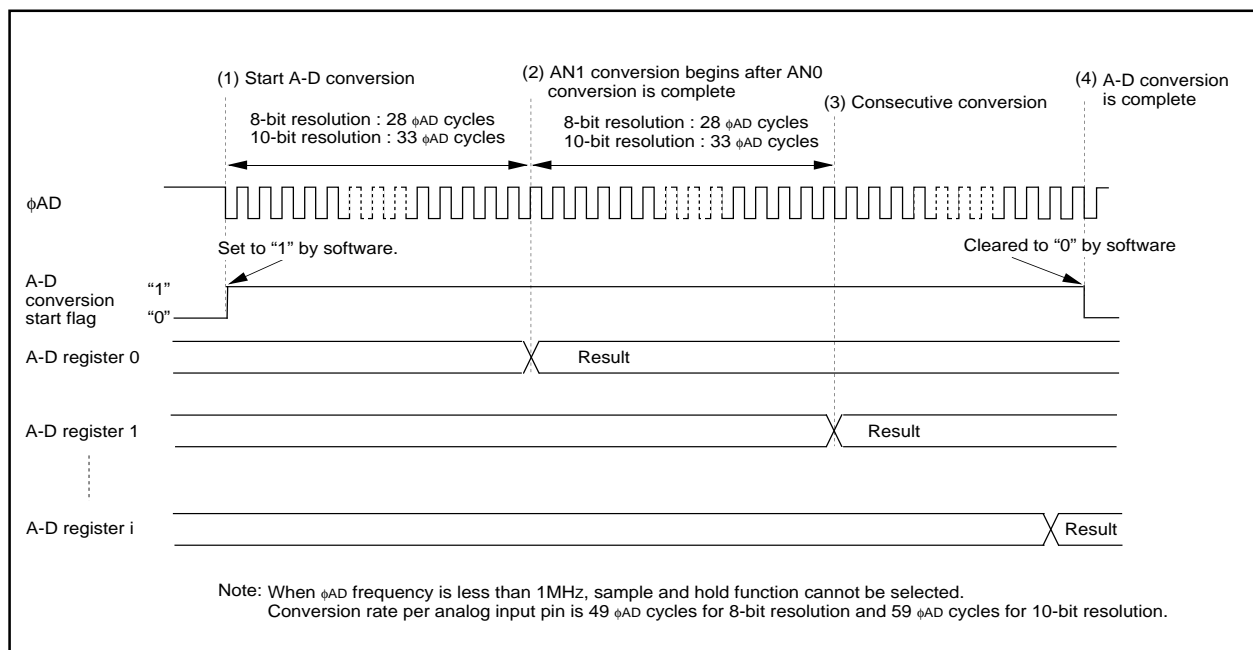 (1) Start A-D conversion
(2) AN1 conversion begins after AN0
conversion is complete
(3) Consecutive conversion
(4) A-D conversion
is complete
8-bit resolution : 28 ϕAD cycles
10-bit resolution : 33 ϕAD cycles
8-bit resolution : 28 ϕAD cycles
10-bit resolution : 33 ϕAD cycles
ϕAD
Set to “1” by software.
Cleared to “0” by software
A-D
conversion
start flag
“1”
“0”
A-D register 0
Result
A-D register 1
Result
A-D register i
Result
Note: When ϕAD frequency is less than 1MHz, sample and hold function cannot be selected.
Conversion rate per analog input pin is 49 ϕAD cycles for 8-bit resolution and 59 ϕAD cycles for 10-bit resolution.